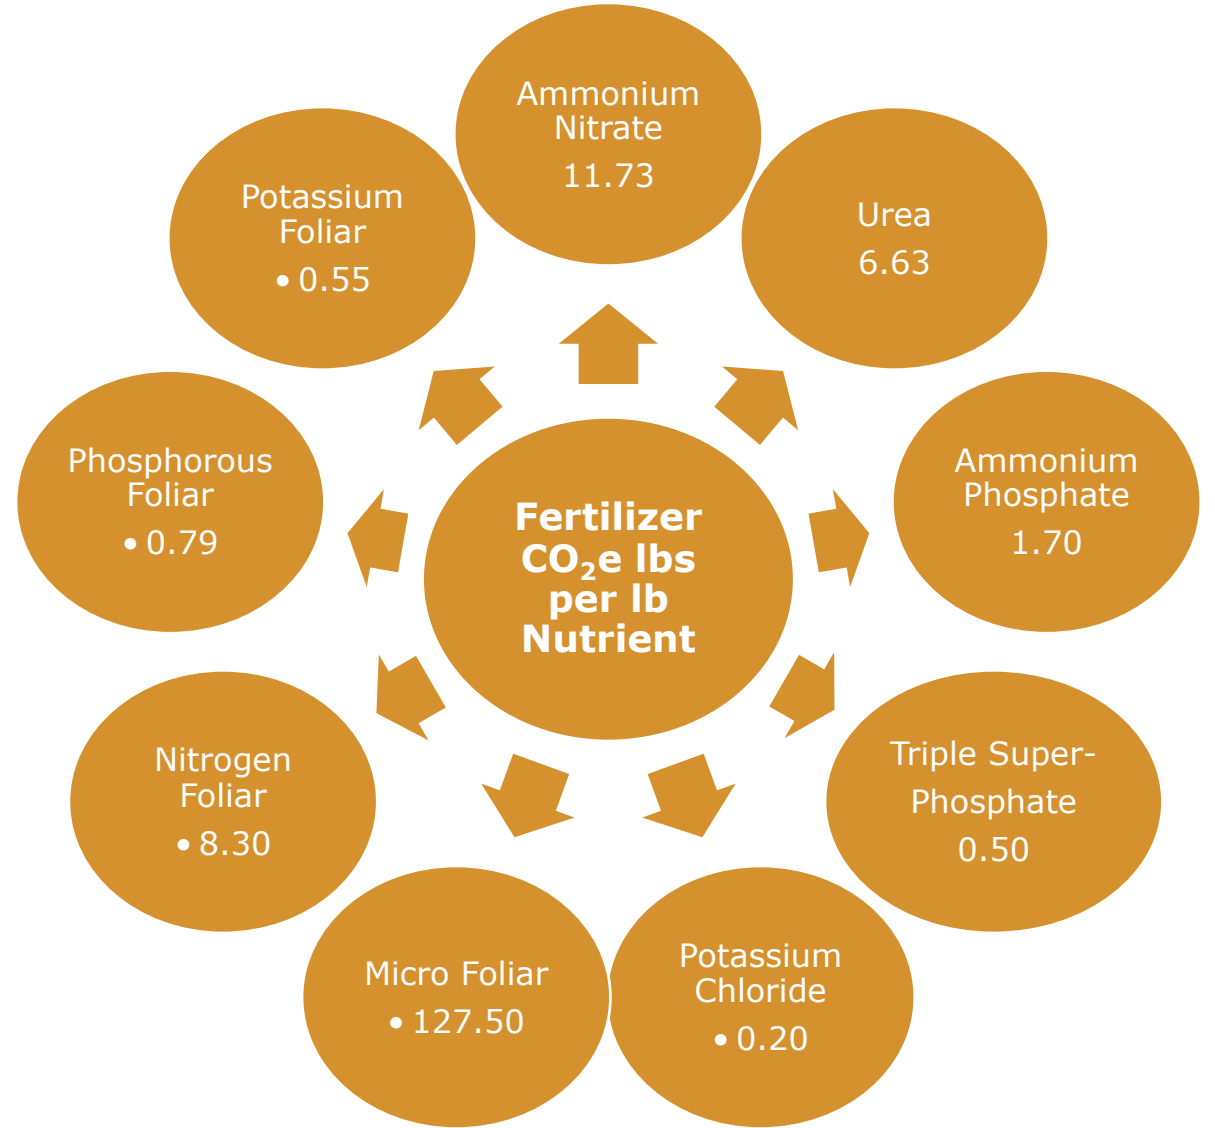 Ammonium
Nitrate
11.73
Urea
6.63
Ammonium
Phosphate
1.70
Triple Super-
Phosphate
0.50
Potassium
Chloride
• 0.20
Micro Foliar
• 127.50
Nitrogen
Foliar
• 8.30
Phosphorous
Foliar
• 0.79
Potassium
Foliar
• 0.55
Fertilizer
CO₂e lbs
per lb
Nutrient